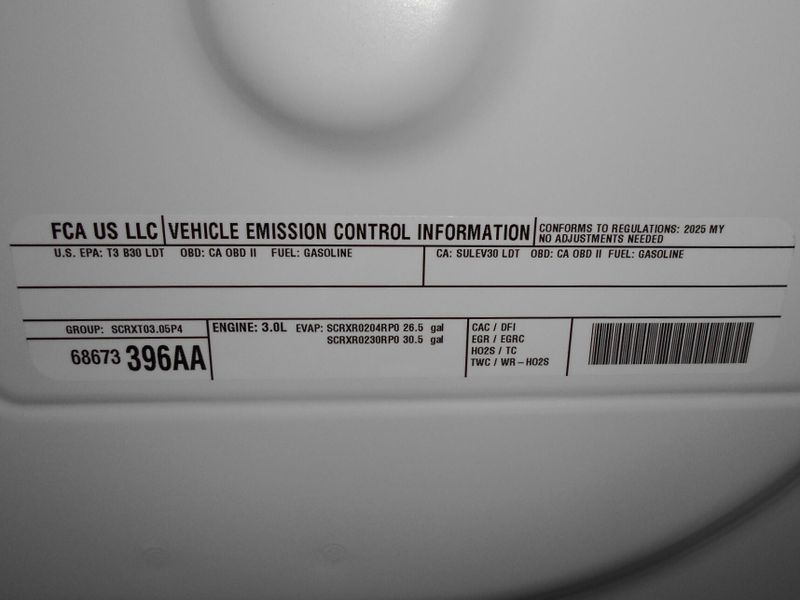 FCA US LLC VEHICLE EMISSION CONTROL INFORMATION CONFORMS TO REGULATIONS: 2025 MY
NO ADJUSTMENTS NEEDED
U.S. EPA: T3 B30 LDT OBD: CA OBD II FUEL: GASOLINE CA: SULEV30 LDT OBD: CA OBD II FUEL: GASOLINE
GROUP: SCRXT03.05P4
68673 396AA
ENGINE: 3.0L EVAP: SCRXR0204RP0 26.5 gal
SCRXR0230RP0 30.5 gal
CAC / DFI
EGR / EGRC
HO2S / TC
TWC / WR-HO2S